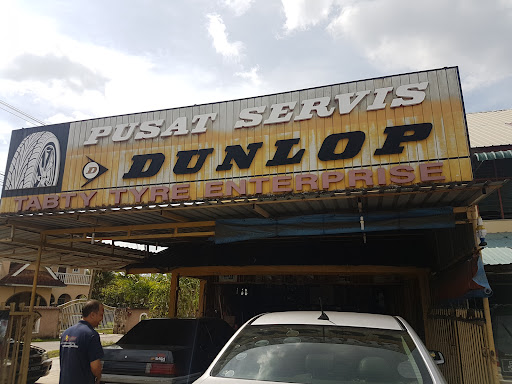 PUSAT SERVIS
D DUNLOP
TABTY TYRE ENTERPRISE